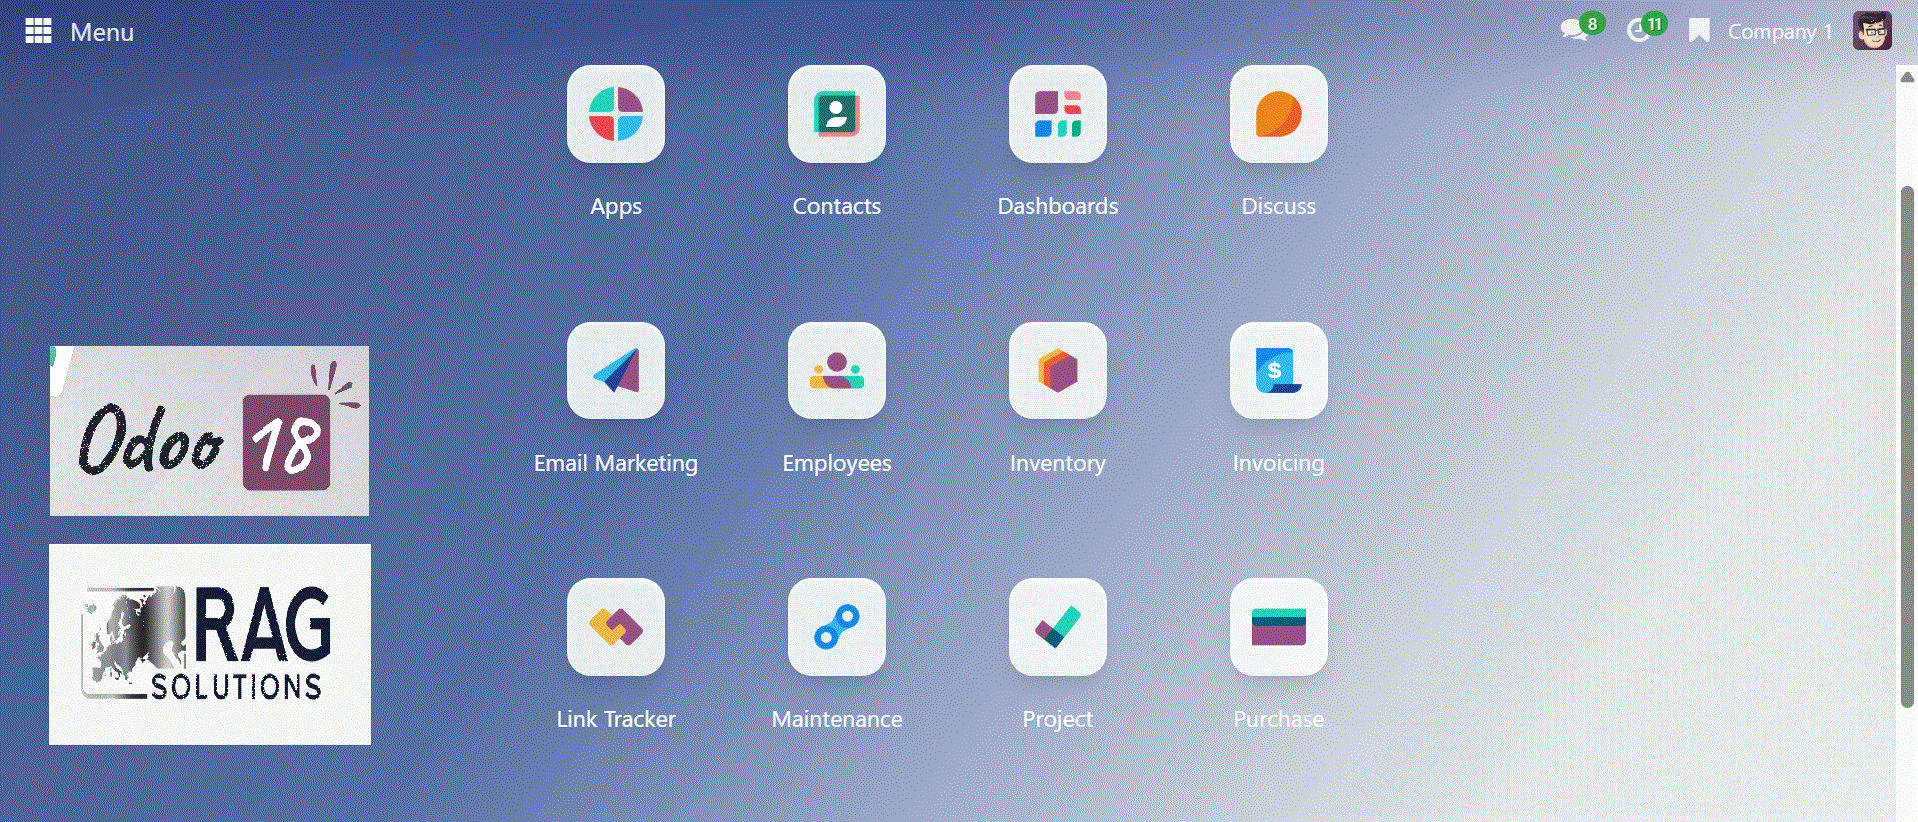 Menu
8
11
Company 1
Apps
Contacts
Dashboards
Discuss
Email Marketing
Employees
Inventory
$
Invoicing
Odoo 18
RAG
SOLUTIONS
Link Tracker
Maintenance
Project
Purchase